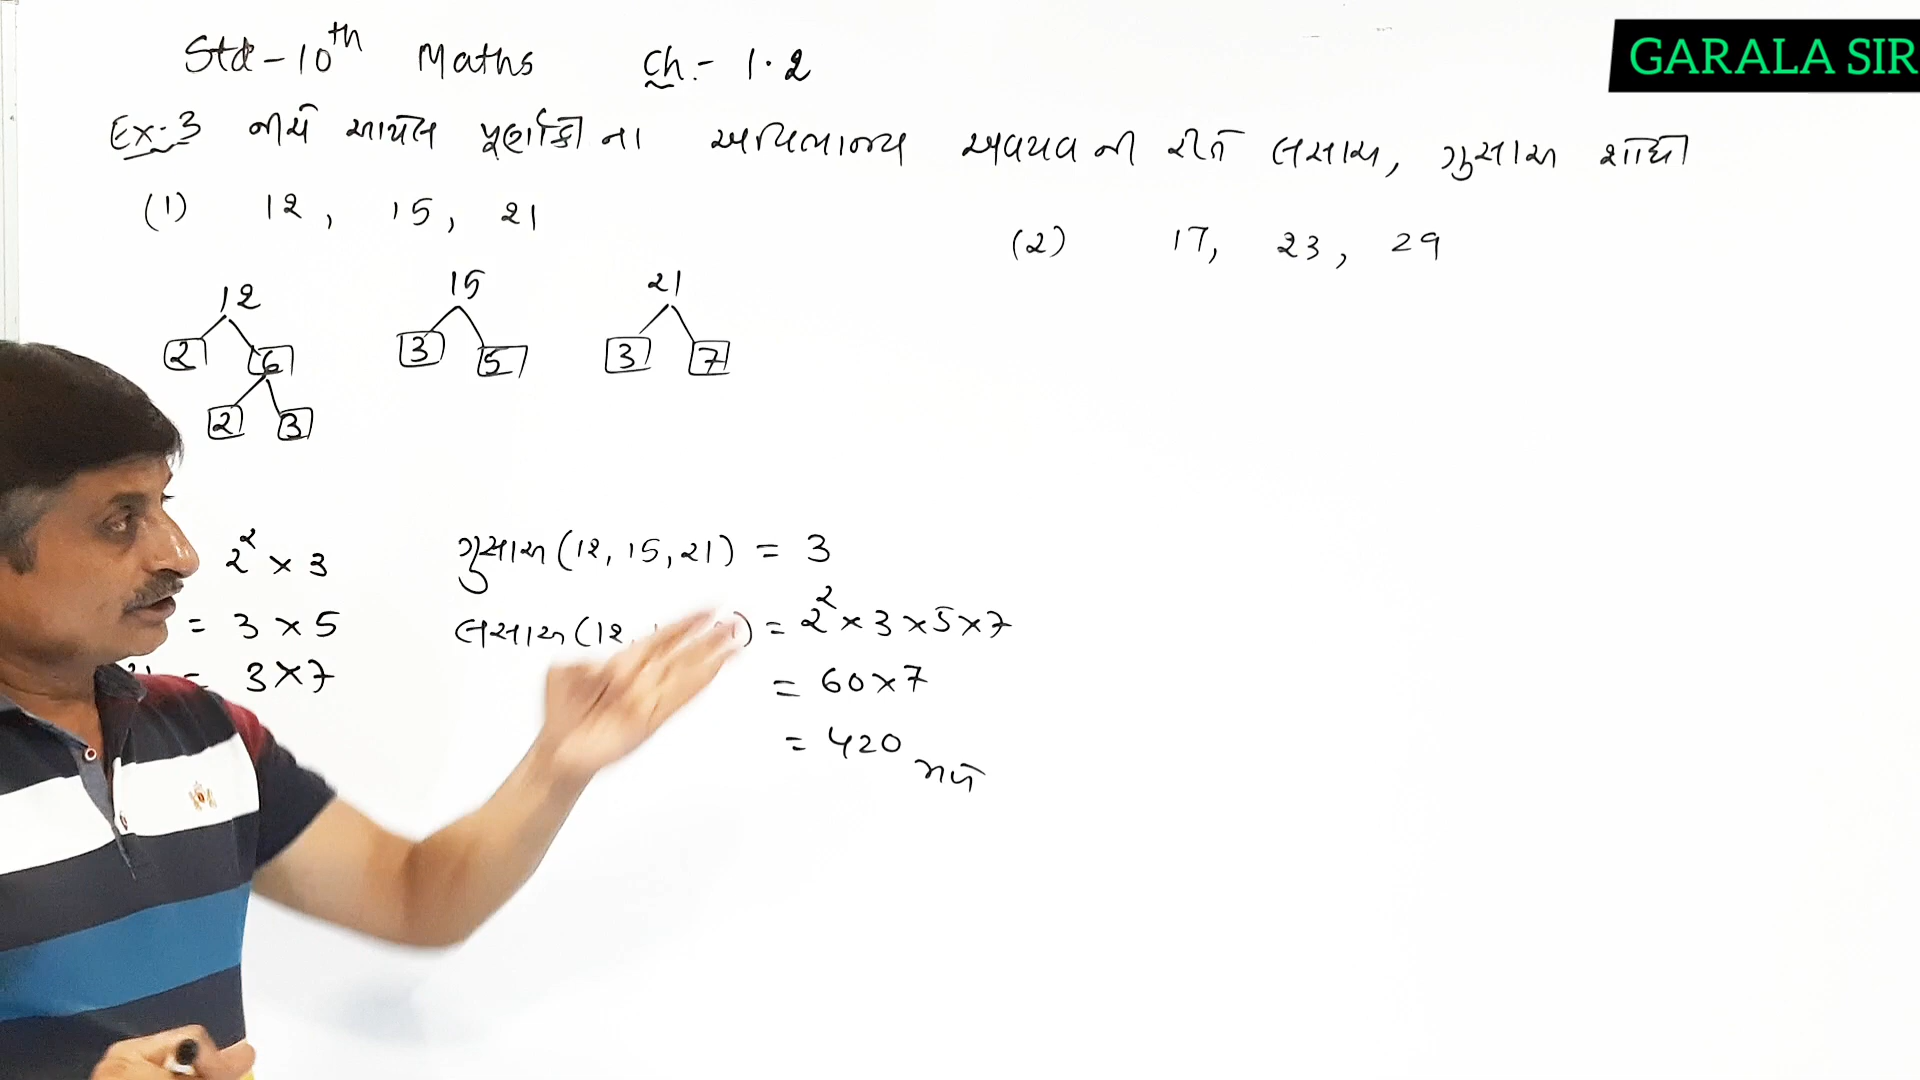 Std - 10th Maths Ch:- 1.2
GARALA SIR
Ex-3 નીચે આપેલ પૂર્ણાંકોના અવિભાજ્ય અવયવની રીતે લસાઅ, ગુસાઅ શોધો
(1) 12, 15, 21
(2) 17, 23, 29
12 15 21
2 6 3 5 3 7
2 3
2² × 3
= 3 × 5
= 3 × 7
ગુસાઅ (12, 15, 21) = 3
લસાઅ (12, = 2² × 3 × 5 × 7
= 60 × 7
= 420